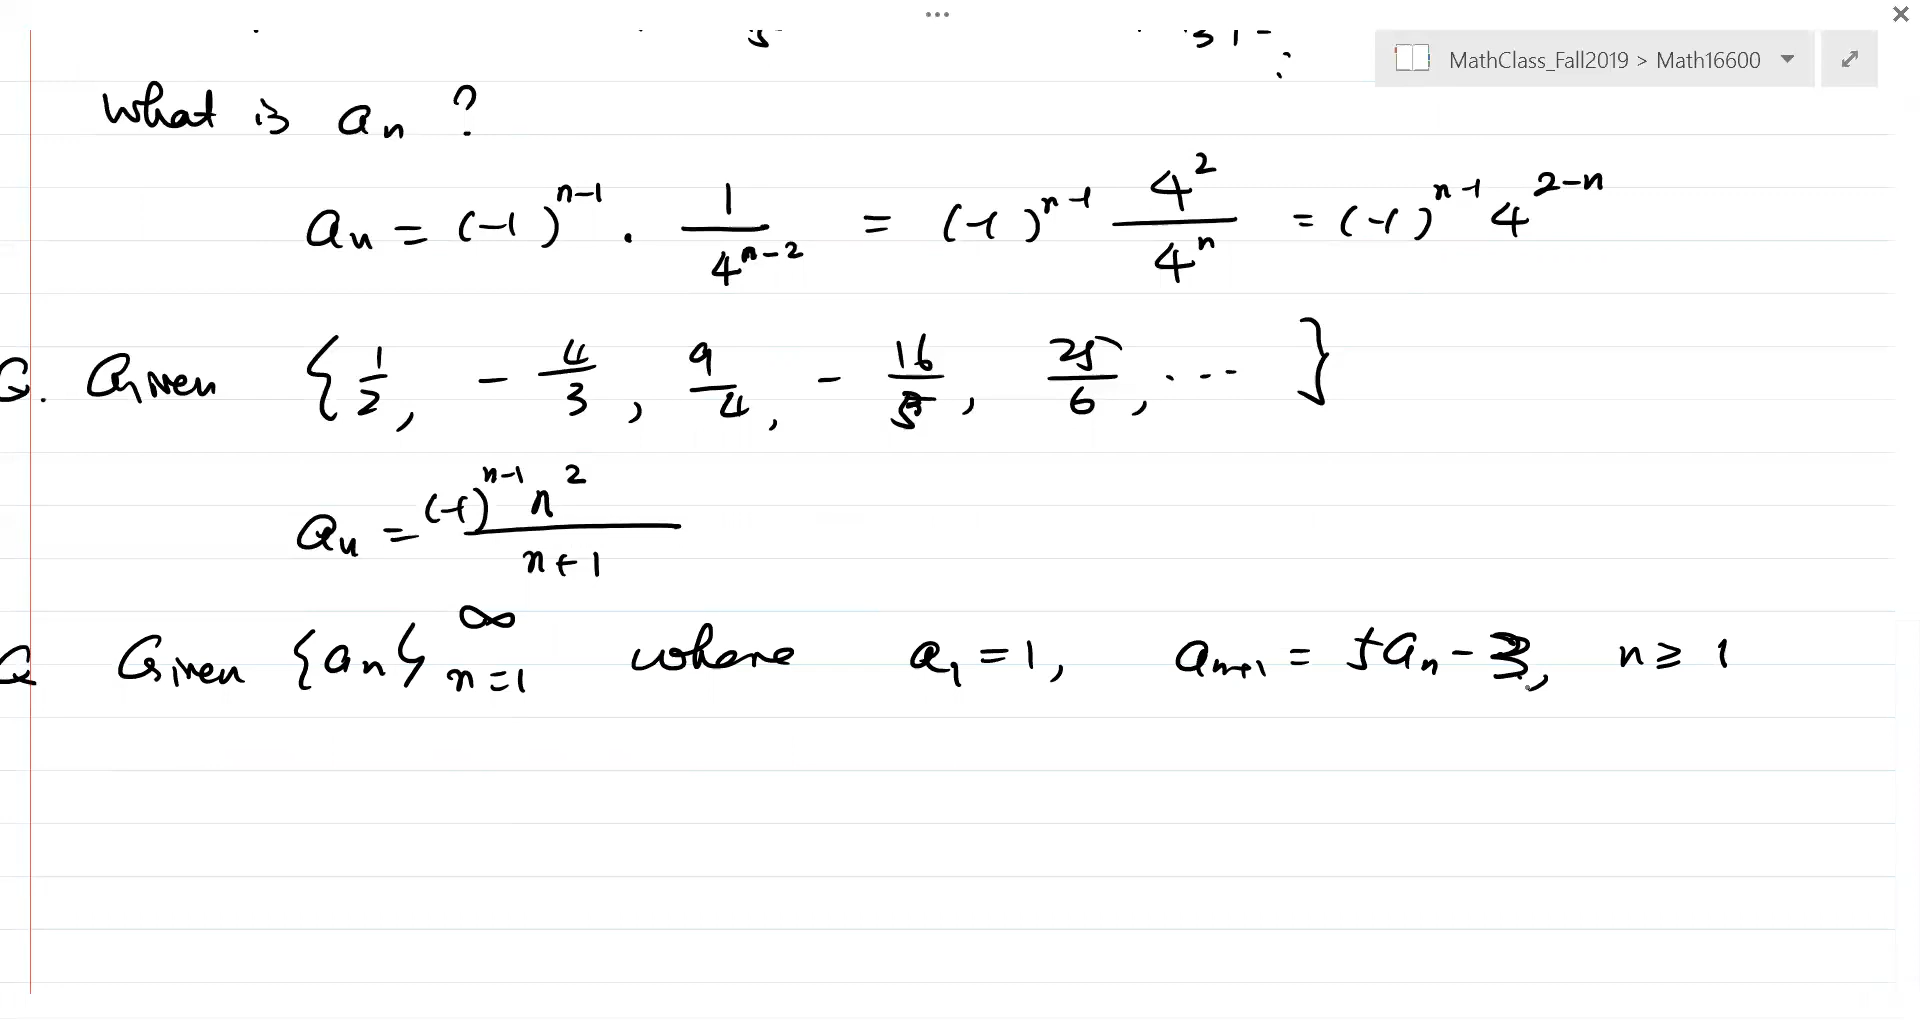 MathClass_Fall2019 > Math16600
What is aₙ ?
aₙ = (-1)ⁿ⁻¹ · 1/4ⁿ⁻² = (-1)ⁿ⁻¹ 4²/4ⁿ = (-1)ⁿ⁻¹ 4²⁻ⁿ
Q. Given { 1/2, - 4/3, 9/4, - 16/5, 25/6, ... }
aₙ = (-1)ⁿ⁻¹ n² / n+1
Q Given {aₙ}ₙ₌₁^∞ where a₁ = 1, aₙ₊₁ = 5aₙ - 3, n ≥ 1